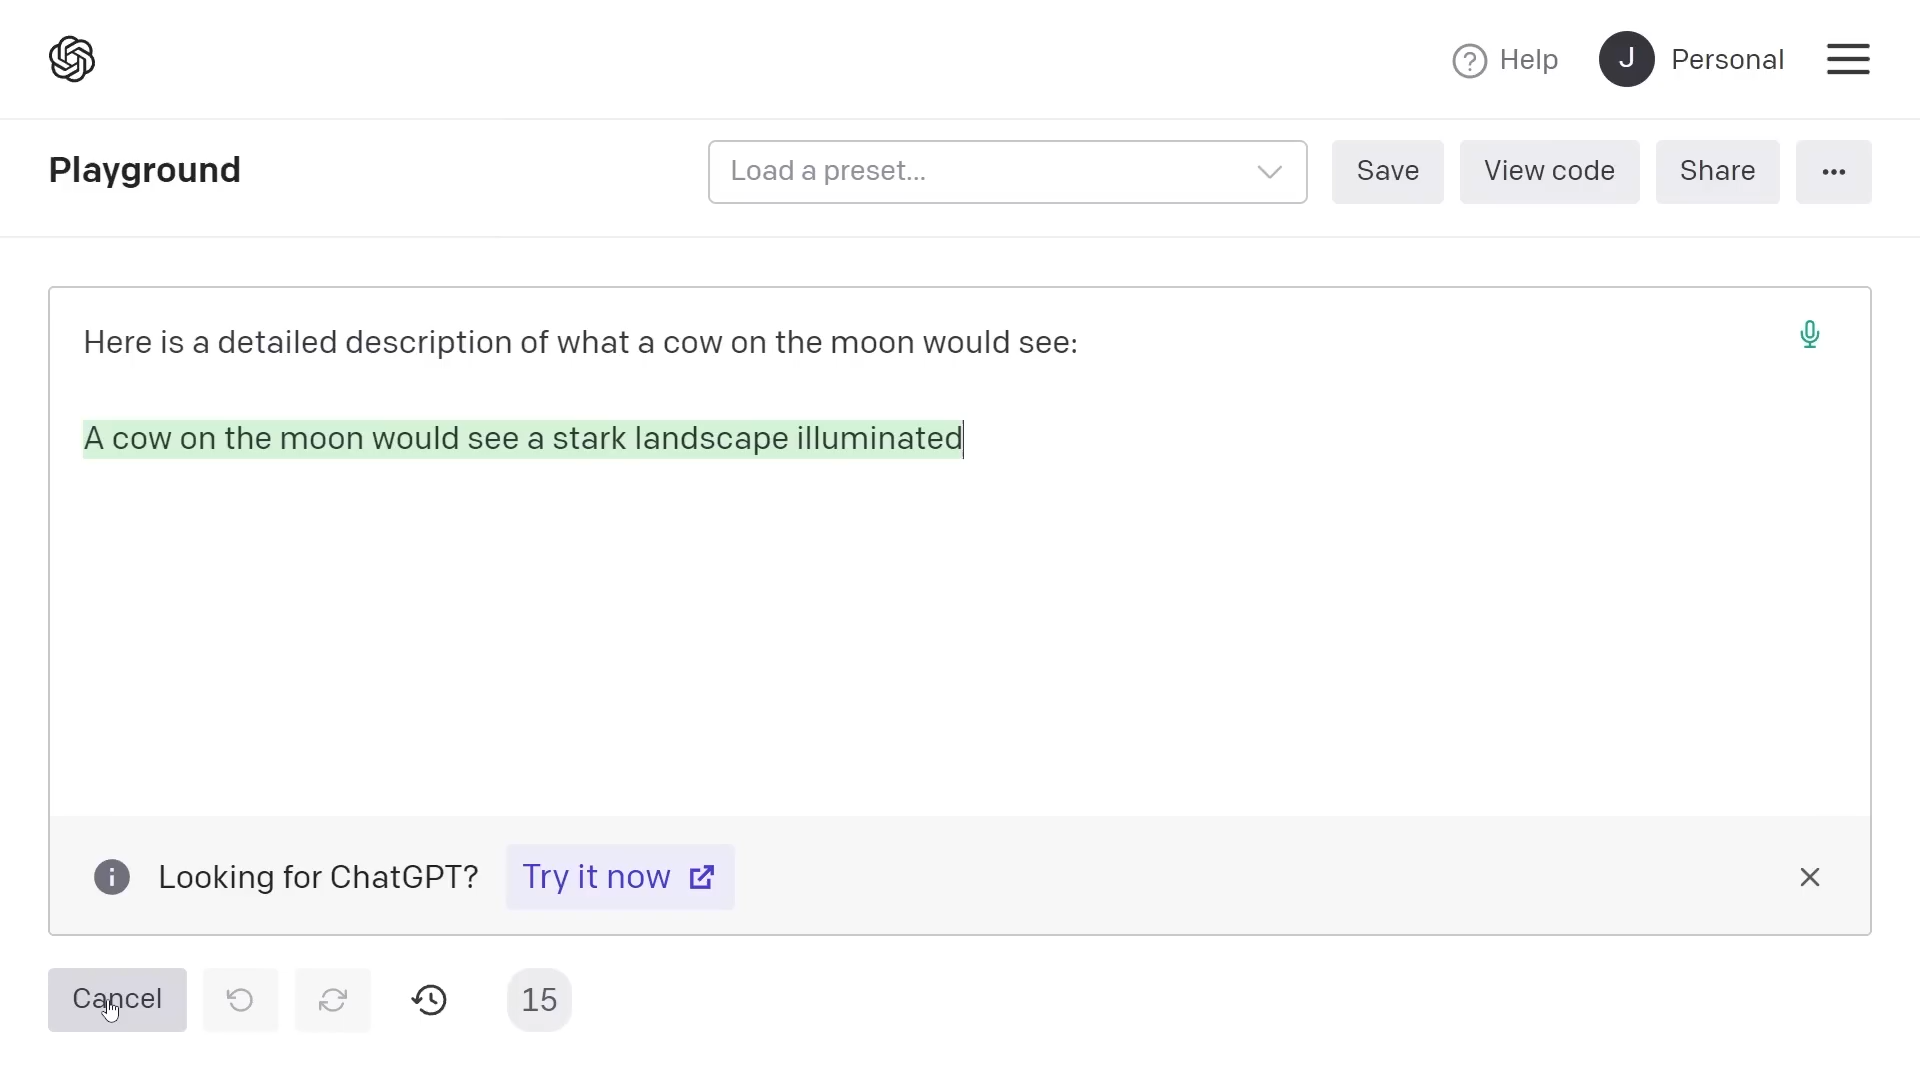 Help
J
Personal
Playground
Load a preset...
Save
View code
Share
Here is a detailed description of what a cow on the moon would see:
A cow on the moon would see a stark landscape illuminated
Looking for ChatGPT?
Try it now
Cancel
15